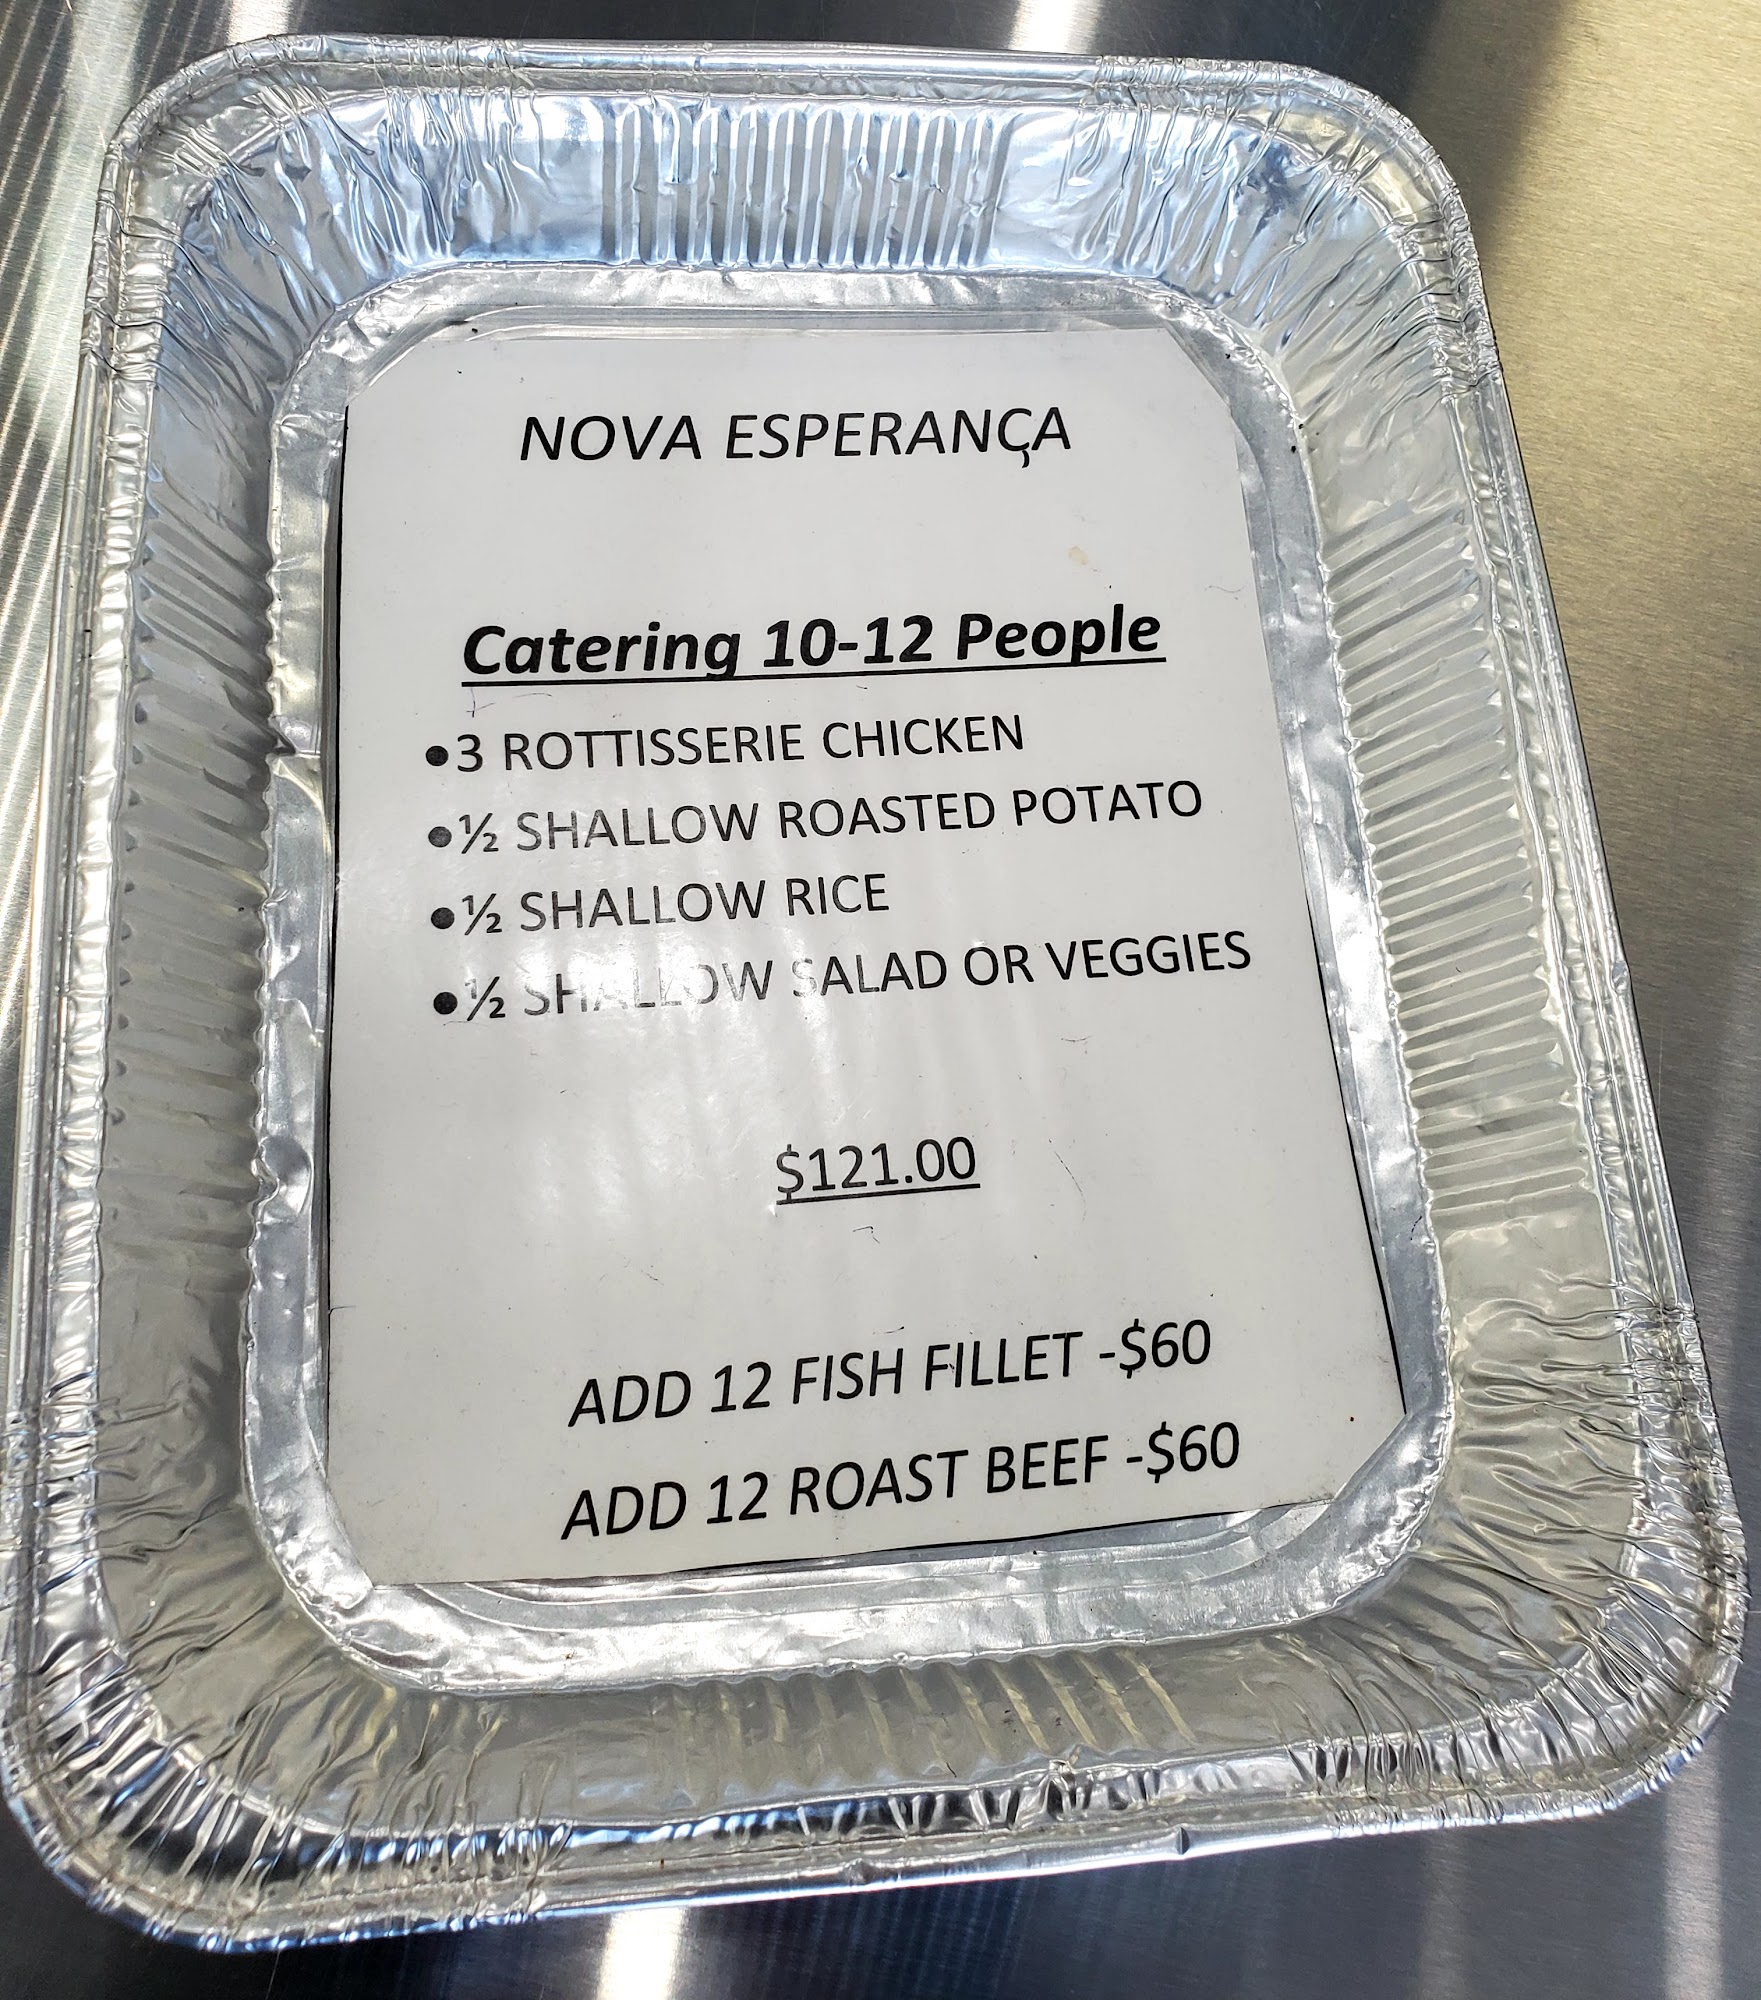 NOVA ESPERANÇA
Catering 10-12 People
•3 ROTTISSERIE CHICKEN
•½ SHALLOW ROASTED POTATO
•½ SHALLOW RICE
•½ SHALLOW SALAD OR VEGGIES
$121.00
ADD 12 FISH FILLET -$60
ADD 12 ROAST BEEF -$60